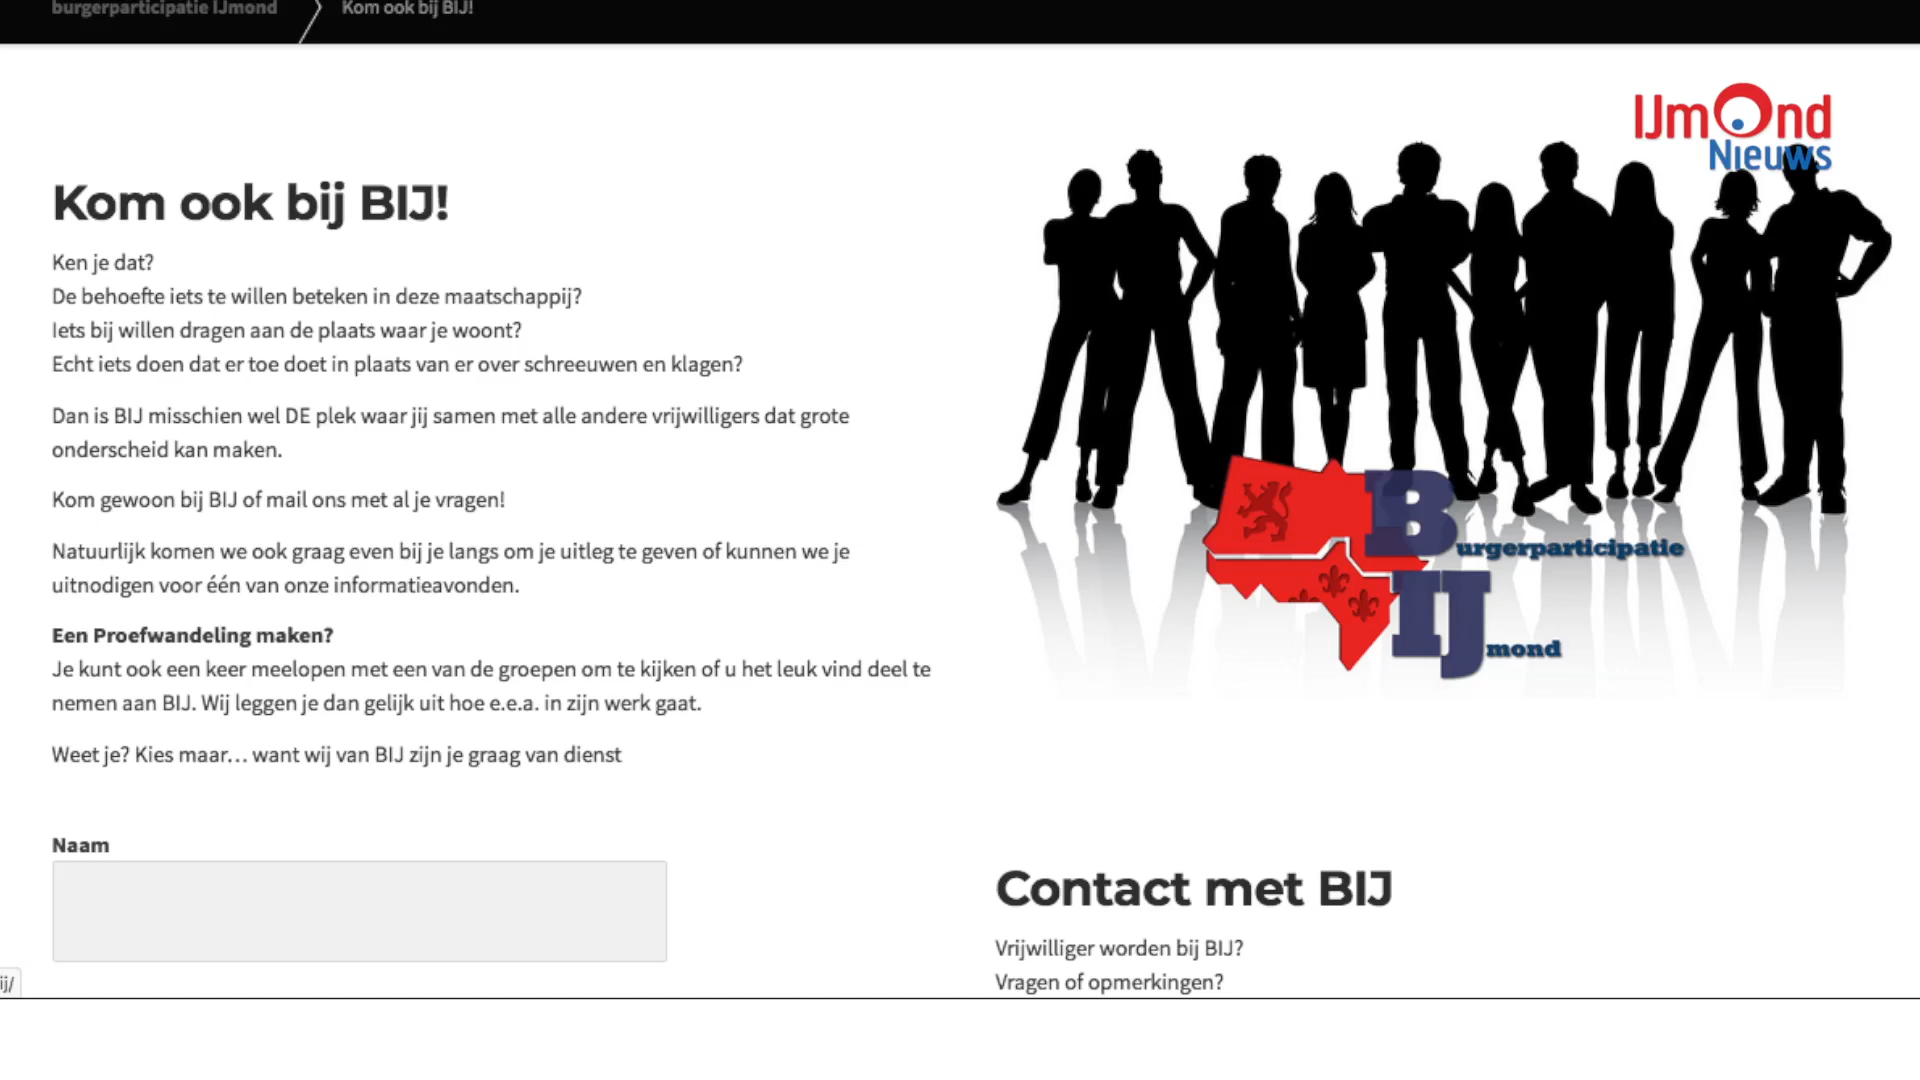 burgerparticipatie IJmond
Kom ook bij BIJ!
IJmond
Nieuws
Kom ook bij BIJ!
Ken je dat?
De behoefte iets te willen beteken in deze maatschappij?
Iets bij willen dragen aan de plaats waar je woont?
Echt iets doen dat er toe doet in plaats van er over schreeuwen en klagen?
Dan is BIJ misschien wel DE plek waar jij samen met alle andere vrijwilligers dat grote
onderscheid kan maken.
Kom gewoon bij BIJ of mail ons met al je vragen!
Natuurlijk komen we ook graag even bij je langs om je uitleg te geven of kunnen we je
uitnodigen voor één van onze informatieavonden.
Een Proefwandeling maken?
Je kunt ook een keer meelopen met een van de groepen om te kijken of u het leuk vind deel te
nemen aan BIJ. Wij leggen je dan gelijk uit hoe e.e.a. in zijn werk gaat.
Weet je? Kies maar… want wij van BIJ zijn je graag van dienst
Burgerparticipatie
IJmond
Naam
Contact met BIJ
Vrijwilliger worden bij BIJ?
Vragen of opmerkingen?
ij/